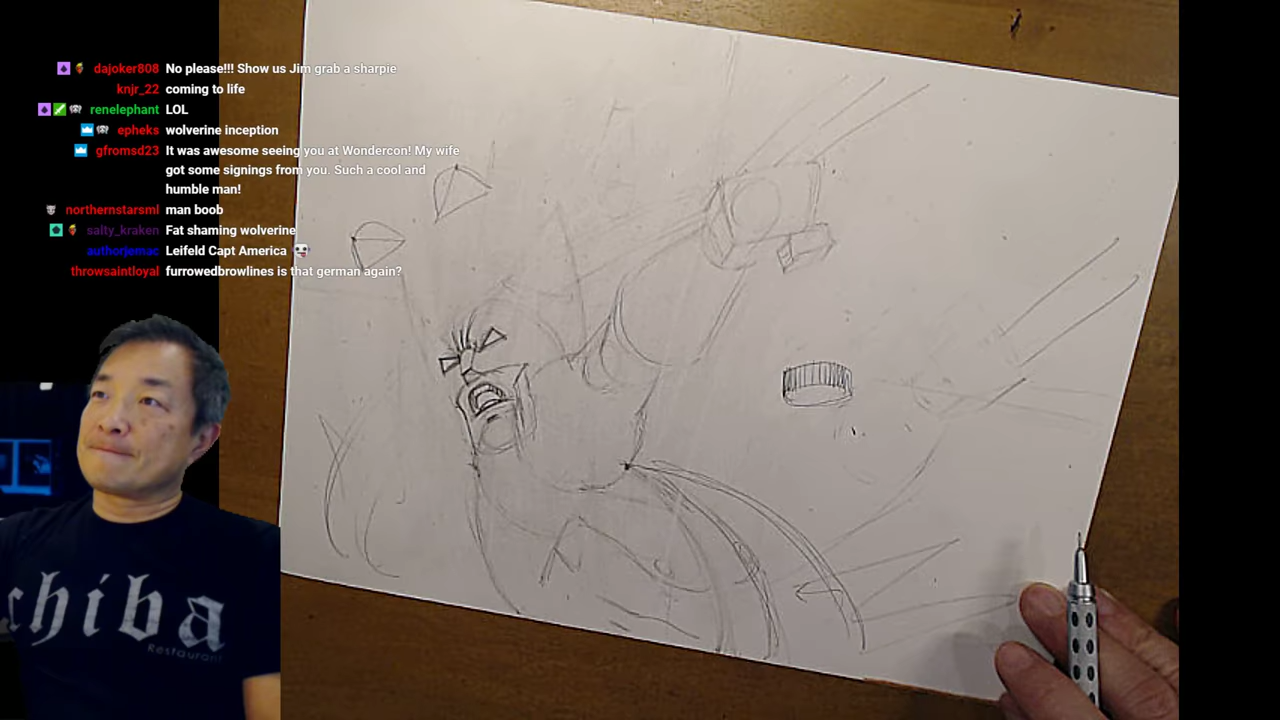 dajoker808 No please!!! Show us Jim grab a sharpie
knjr_22 coming to life
renelephant LOL
epheks wolverine inception
gfromsd23 It was awesome seeing you at Wondercon! My wife
got some signings from you. Such a cool and
humble man!
northernstarsml man boob
salty_kraken Fat shaming wolverine
authorjemac Leifeld Capt America
throwsaintloyal furrowedbrowlines is that german again?
chiba
Restaurant